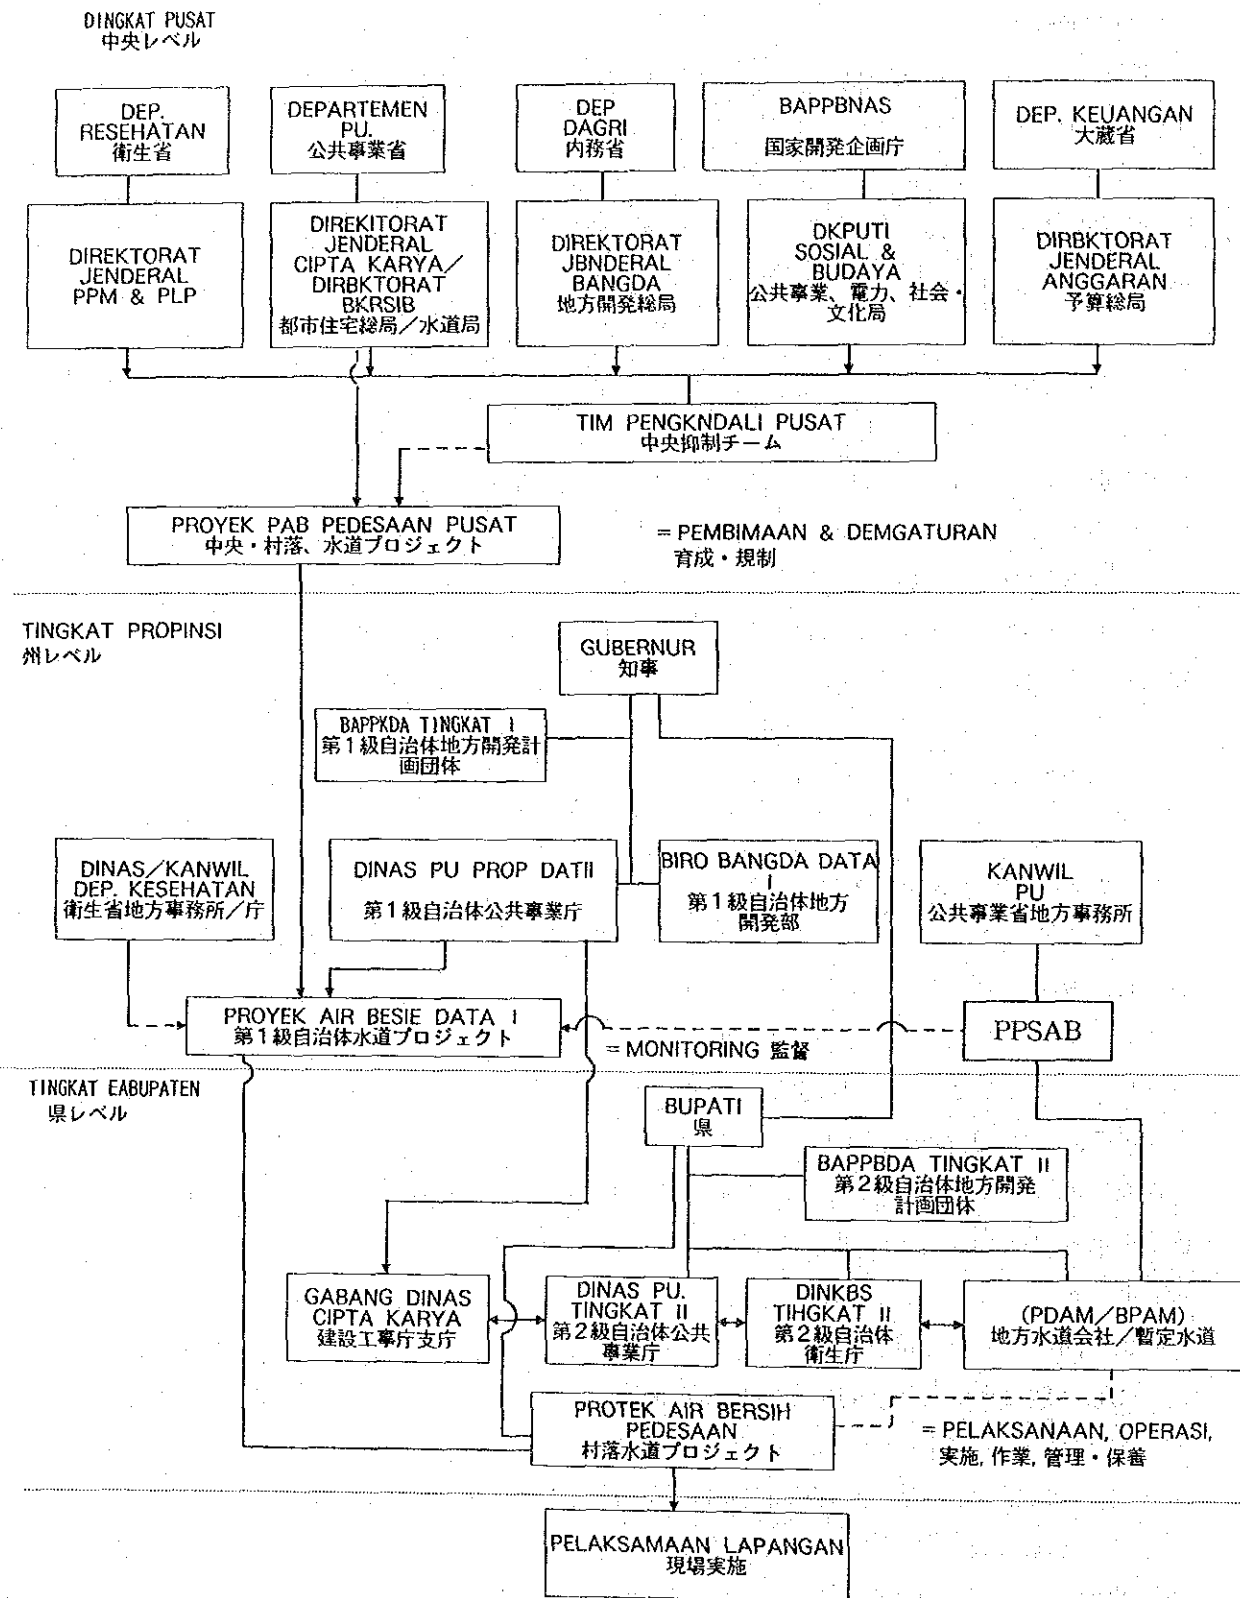 DINGKAT PUSAT
中央レベル
DEP.
RESEHATAN
衛生省
DEPARTEMEN
PU.
公共事業省
DEP
DAGRI
内務省
BAPPBNAS
国家開発企画庁
DEP. KEUANGAN
大蔵省
DIREKTORAT
JENDERAL
PPM & PLP
DIREKITORAT
JENDERAL
CIPTA KARYA／
DIRBKTORAT
BKRSIB
都市住宅総局／水道局
DIREKTORAT
JBNDERAL
BANGDA
地方開発総局
DKPUTI
SOSIAL &
BUDAYA
公共事業、電力、社会・
文化局
DIRBKTORAT
JENDERAL
ANGGARAN
予算総局
TIM PENGKNDALI PUSAT
中央抑制チーム
PROYEK PAB PEDESAAN PUSAT
中央・村落、水道プロジェクト
= PEMBIMAAN & DEMGATURAN
育成・規制
TINGKAT PROPINSI
州レベル
GUBERNUR
知事
BAPPKDA TINGKAT I
第1級自治体地方開発計
画団体
DINAS／KANWIL
DEP. KESEHATAN
衛生省地方事務所／庁
DINAS PU PROP DATII
第1級自治体公共事業庁
BIRO BANGDA DATA
I
第1級自治体地方
開発部
KANWIL
PU
公共事業省地方事務所
PROYEK AIR BESIE DATA I
第1級自治体水道プロジェクト
= MONITORING 監督
PPSAB
TINGKAT EABUPATEN
県レベル
BUPATI
県
BAPPBDA TINGKAT II
第2級自治体地方開発
計画団体
GABANG DINAS
CIPTA KARYA
建設工事庁支庁
DINAS PU.
TINGKAT II
第2級自治体公共
事業庁
DINKBS
TIHGKAT II
第2級自治体
衛生庁
(PDAM／BPAM)
地方水道会社／暫定水道
PROTEK AIR BERSIH
PEDESAAN
村落水道プロジェクト
= PELAKSANAAN, OPERASI,
実施, 作業, 管理・保善
PELAKSAMAAN LAPANGAN
現場実施